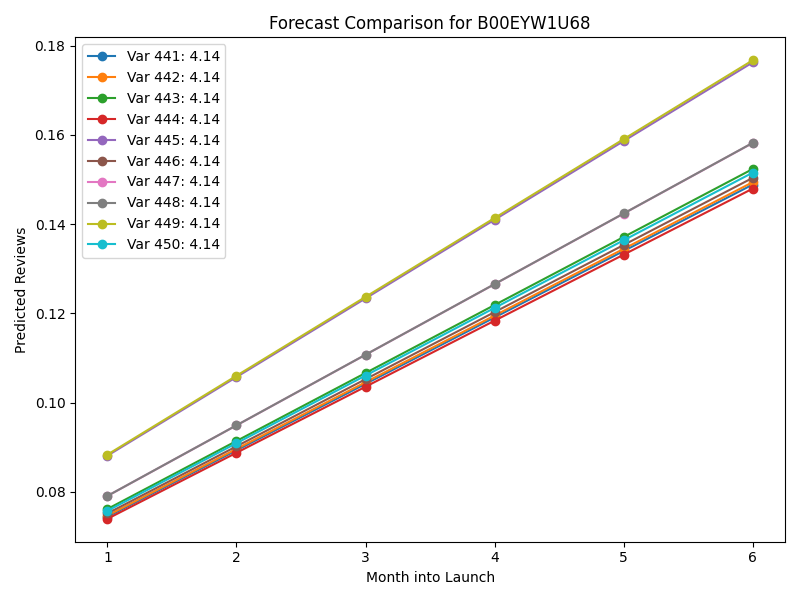 Forecast Comparison for B00EYW1U68
0.18
0.16
0.14
0.12
0.10
0.08
Predicted Reviews
Var 441: 4.14
Var 442: 4.14
Var 443: 4.14
Var 444: 4.14
Var 445: 4.14
Var 446: 4.14
Var 447: 4.14
Var 448: 4.14
Var 449: 4.14
Var 450: 4.14
1 2 3 4 5 6
Month into Launch